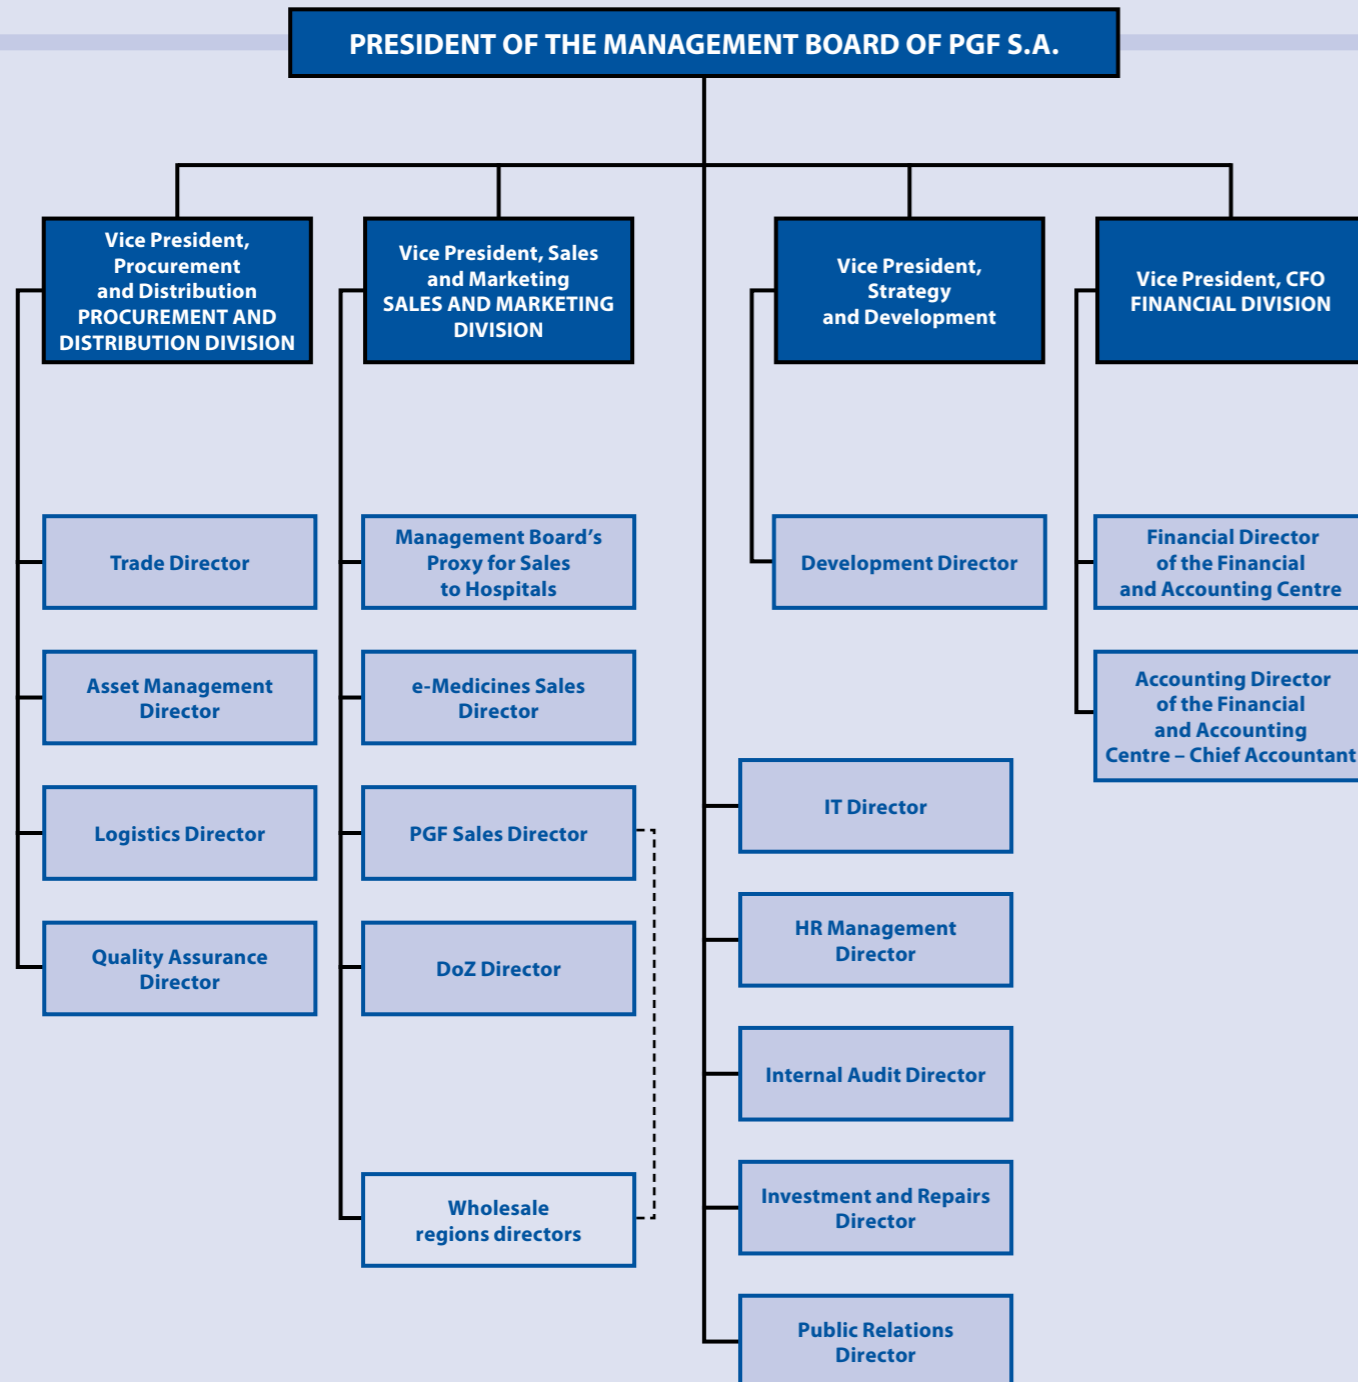 PRESIDENT OF THE MANAGEMENT BOARD OF PGF S.A.
Vice President,
Procurement
and Distribution
PROCUREMENT AND
DISTRIBUTION DIVISION
Vice President, Sales
and Marketing
SALES AND MARKETING
DIVISION
Vice President,
Strategy
and Development
Vice President, CFO
FINANCIAL DIVISION
Trade Director
Asset Management
Director
Logistics Director
Quality Assurance
Director
Management Board’s
Proxy for Sales
to Hospitals
e-Medicines Sales
Director
PGF Sales Director
DoZ Director
Wholesale
regions directors
Development Director
IT Director
HR Management
Director
Internal Audit Director
Investment and Repairs
Director
Public Relations
Director
Financial Director
of the Financial
and Accounting Centre
Accounting Director
of the Financial
and Accounting
Centre – Chief Accountant